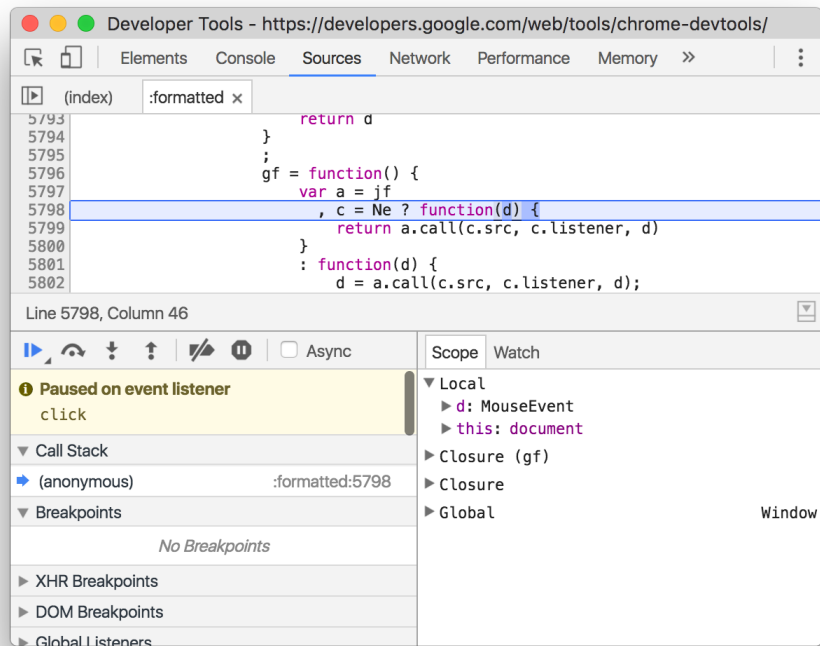 Developer Tools - https://developers.google.com/web/tools/chrome-devtools/
Elements Console Sources Network Performance Memory »
(index) :formatted ×
5793 return d
5794 }
5795 ;
5796 gf = function() {
5797 var a = jf
5798 , c = Ne ? function(d) {
5799 return a.call(c.src, c.listener, d)
5800 }
5801 : function(d) {
5802 d = a.call(c.src, c.listener, d);
Line 5798, Column 46
Async
Paused on event listener
click
Call Stack
(anonymous) :formatted:5798
Breakpoints
No Breakpoints
XHR Breakpoints
DOM Breakpoints
Global Listeners
Scope Watch
Local
d: MouseEvent
this: document
Closure (gf)
Closure
Global Window